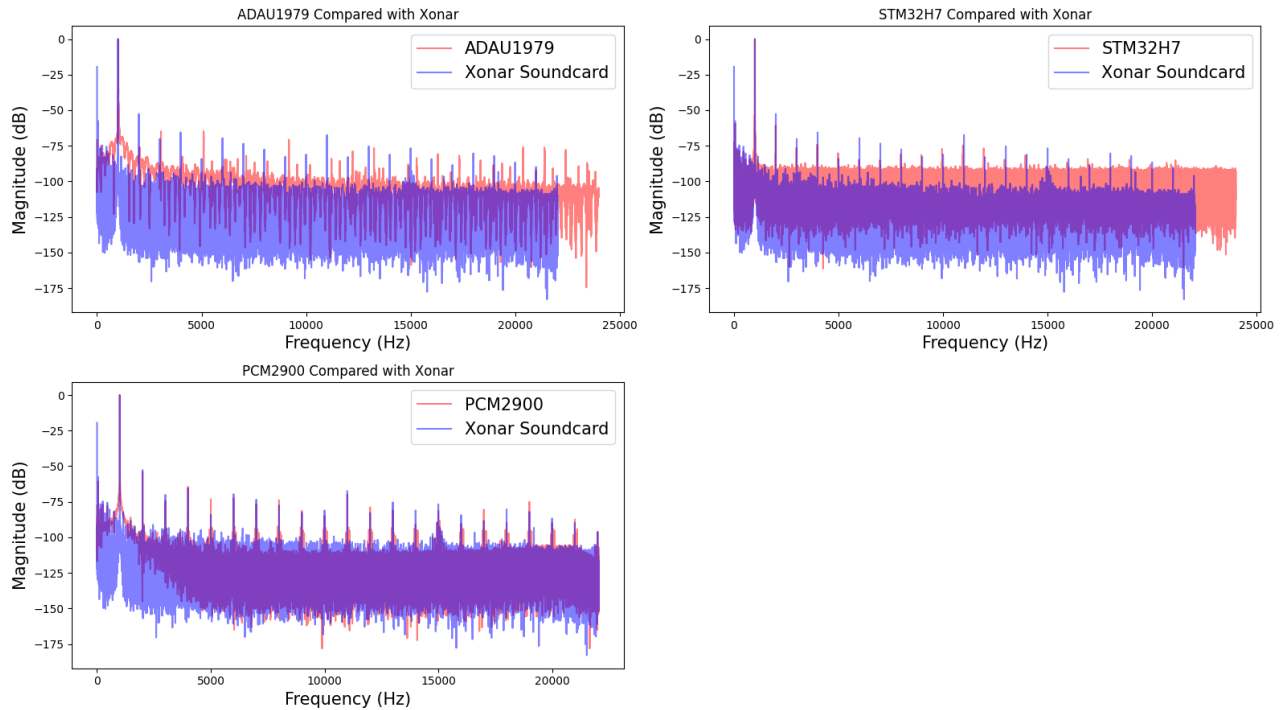 ADAU1979 Compared with Xonar
ADAU1979
Xonar Soundcard
Magnitude (dB)
0
−25
−50
−75
−100
−125
−150
−175
0
5000
10000
15000
20000
25000
Frequency (Hz)
STM32H7 Compared with Xonar
STM32H7
Xonar Soundcard
Magnitude (dB)
0
−25
−50
−75
−100
−125
−150
−175
0
5000
10000
15000
20000
25000
Frequency (Hz)
PCM2900 Compared with Xonar
PCM2900
Xonar Soundcard
Magnitude (dB)
0
−25
−50
−75
−100
−125
−150
−175
0
5000
10000
15000
20000
Frequency (Hz)